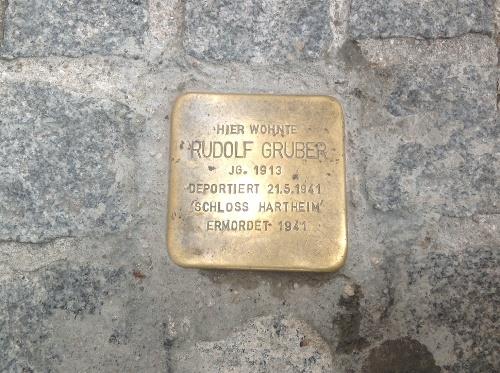 HIER WOHNTE
RUDOLF GRUBER
JG. 1913
DEPORTIERT 21.5.1941
'SCHLOSS HARTHEIM'
ERMORDET 1941